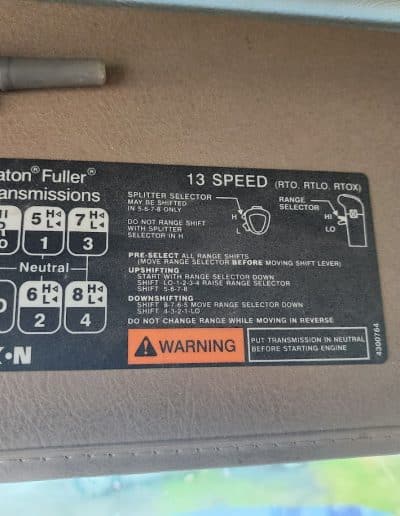 aton® Fuller®
ansmissions
13 SPEED (RTO, RTLO, RTOX)
SPLITTER SELECTOR
MAY BE SHIFTED
IN 5-6-7-8 ONLY
H
L
RANGE
SELECTOR
HI
LO
DO NOT RANGE SHIFT
WITH SPLITTER
SELECTOR IN H
5 H
L
1
7 H
L
3
Neutral
6 H
L
2
8 H
L
4
PRE-SELECT ALL RANGE SHIFTS
(MOVE RANGE SELECTOR BEFORE MOVING SHIFT LEVER)
UPSHIFTING
START WITH RANGE SELECTOR DOWN
SHIFT LO-1-2-3-4 RAISE RANGE SELECTOR
SHIFT 5-6-7-8
DOWNSHIFTING
SHIFT 8-7-6-5 MOVE RANGE SELECTOR DOWN
SHIFT 4-3-2-1-LO
DO NOT CHANGE RANGE WHILE MOVING IN REVERSE
WARNING
PUT TRANSMISSION IN NEUTRAL
BEFORE STARTING ENGINE
4300764